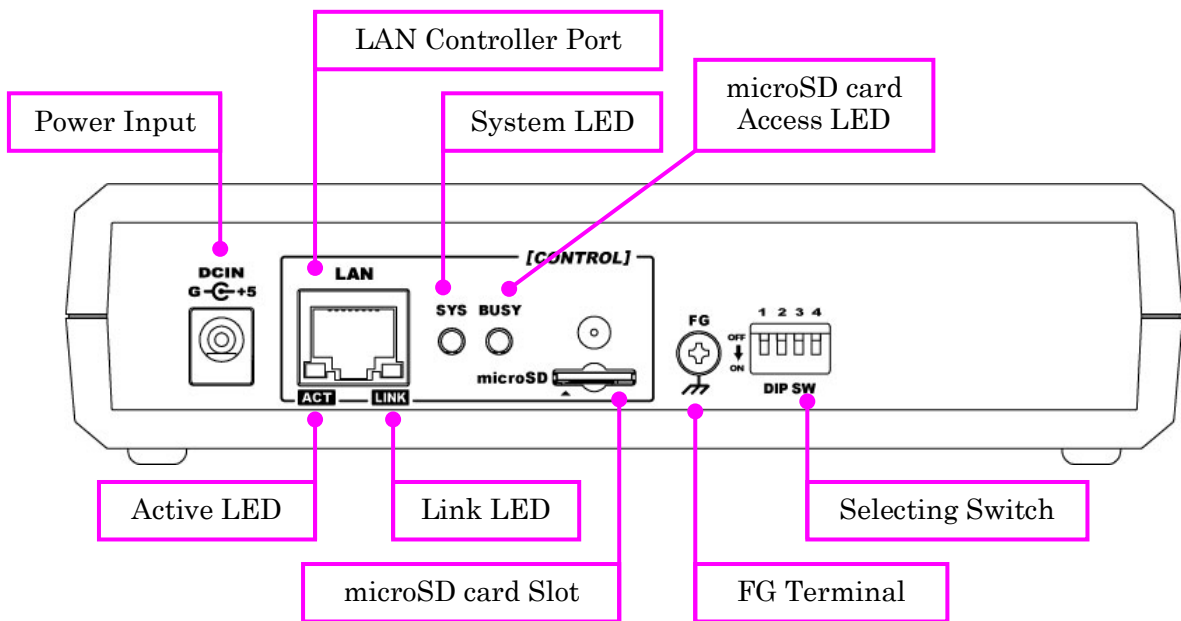 LAN Controller Port
Power Input
System LED
microSD card
Access LED
[CONTROL]
DCIN
G +5
LAN
SYS BUSY
FG
1 2 3 4
OFF
ON
microSD
DIP SW
ACT
LINK
Active LED
Link LED
Selecting Switch
microSD card Slot
FG Terminal